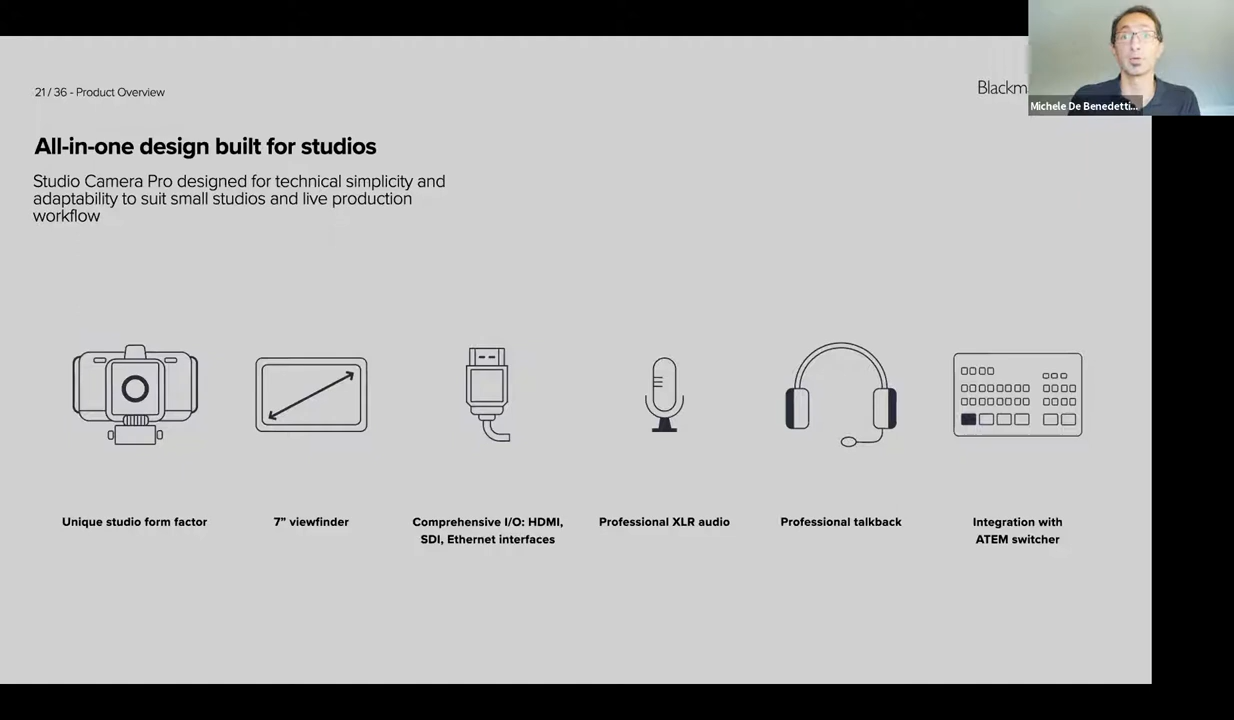 21 / 36 - Product Overview
Blackm
Michele De Benedetti...
All-in-one design built for studios
Studio Camera Pro designed for technical simplicity and
adaptability to suit small studios and live production
workflow
Unique studio form factor
7” viewfinder
Comprehensive I/O: HDMI,
SDI, Ethernet interfaces
Professional XLR audio
Professional talkback
Integration with
ATEM switcher